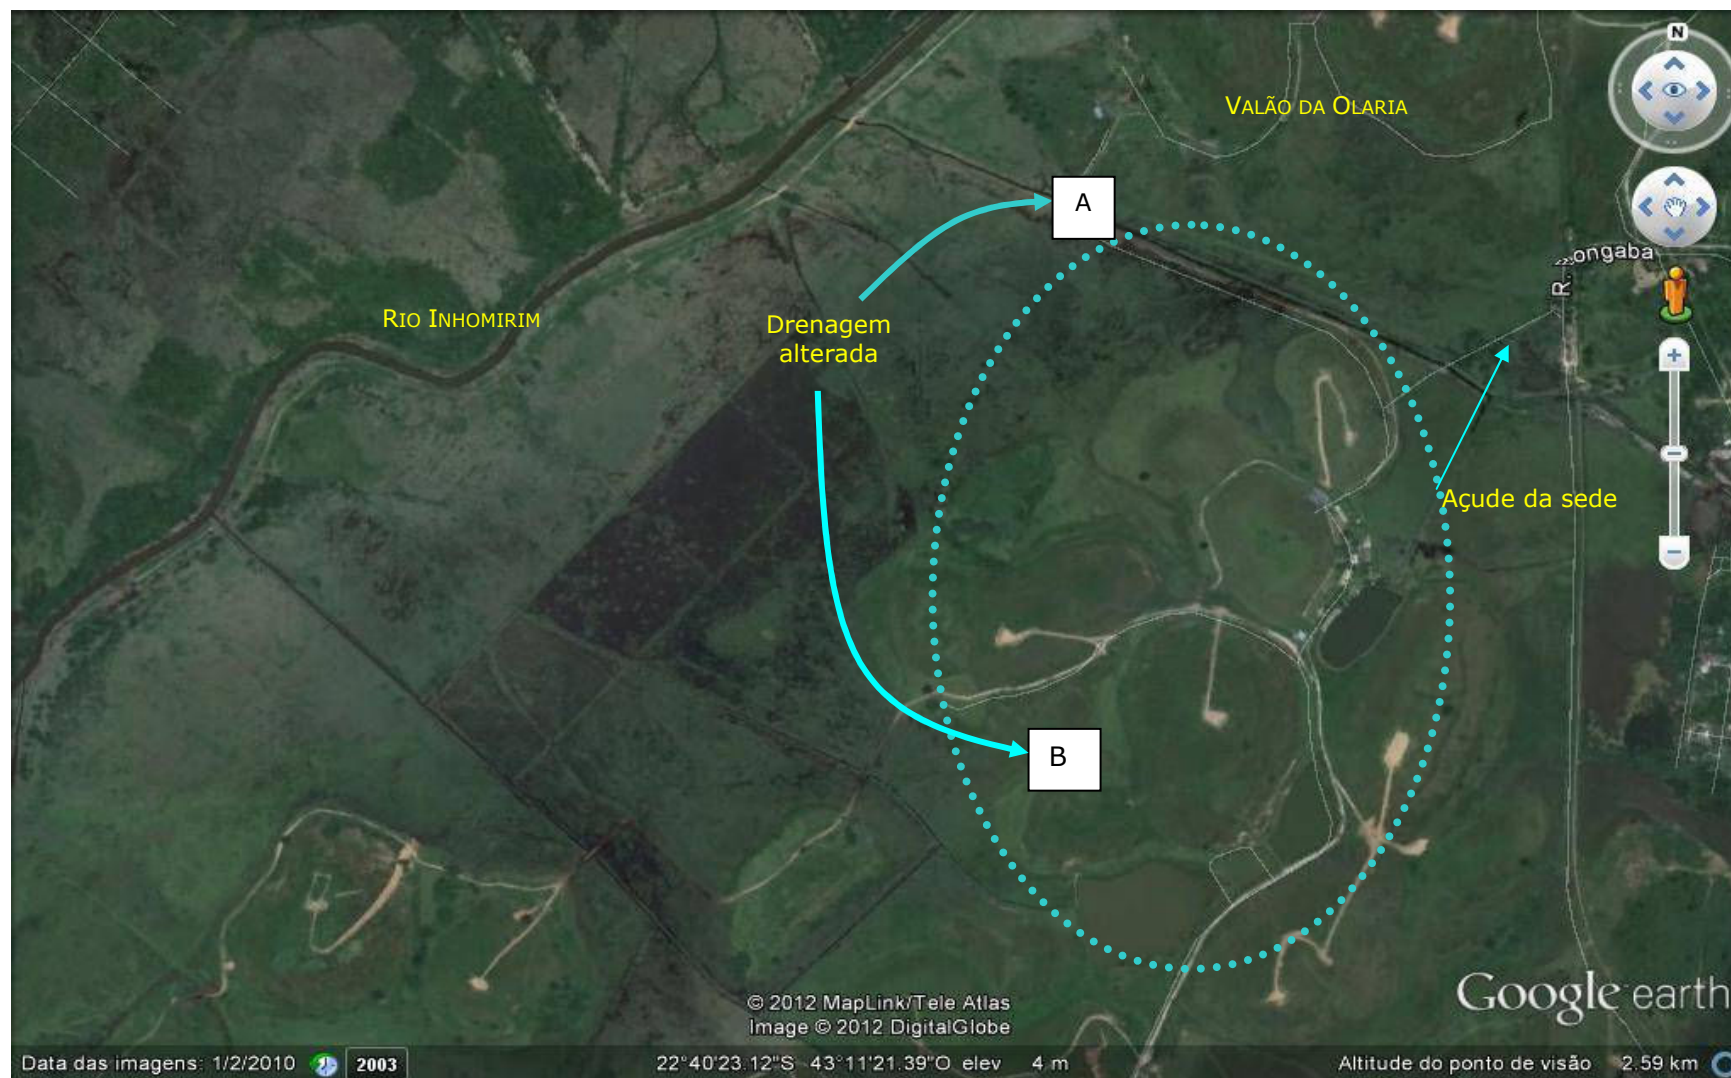 N
VALÃO DA OLARIA
A
R.
ongaba
RIO INHOMIRIM
Drenagem
alterada
Açude da sede
B
Google earth
© 2012 MapLink/Tele Atlas
Image © 2012 DigitalGlobe
Data das imagens: 1/2/2010 2003 22°40'23.12"S 43°11'21.39"O elev 4 m Altitude do ponto de visão 2.59 km